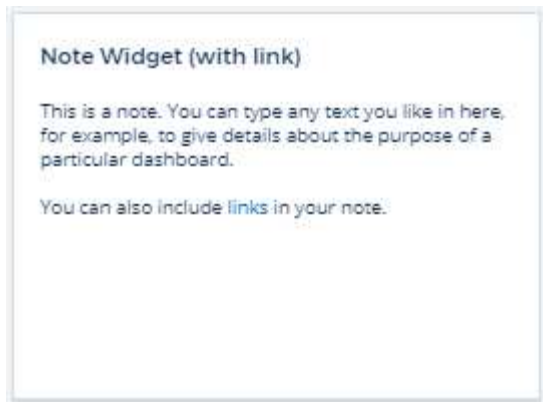 Note Widget (with link)
This is a note. You can type any text you like in here,
for example, to give details about the purpose of a
particular dashboard.
You can also include links in your note.